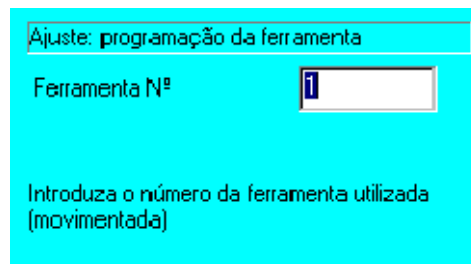 Ajuste: programação da ferramenta
Ferramenta Nº 1
Introduza o número da ferramenta utilizada
(movimentada)